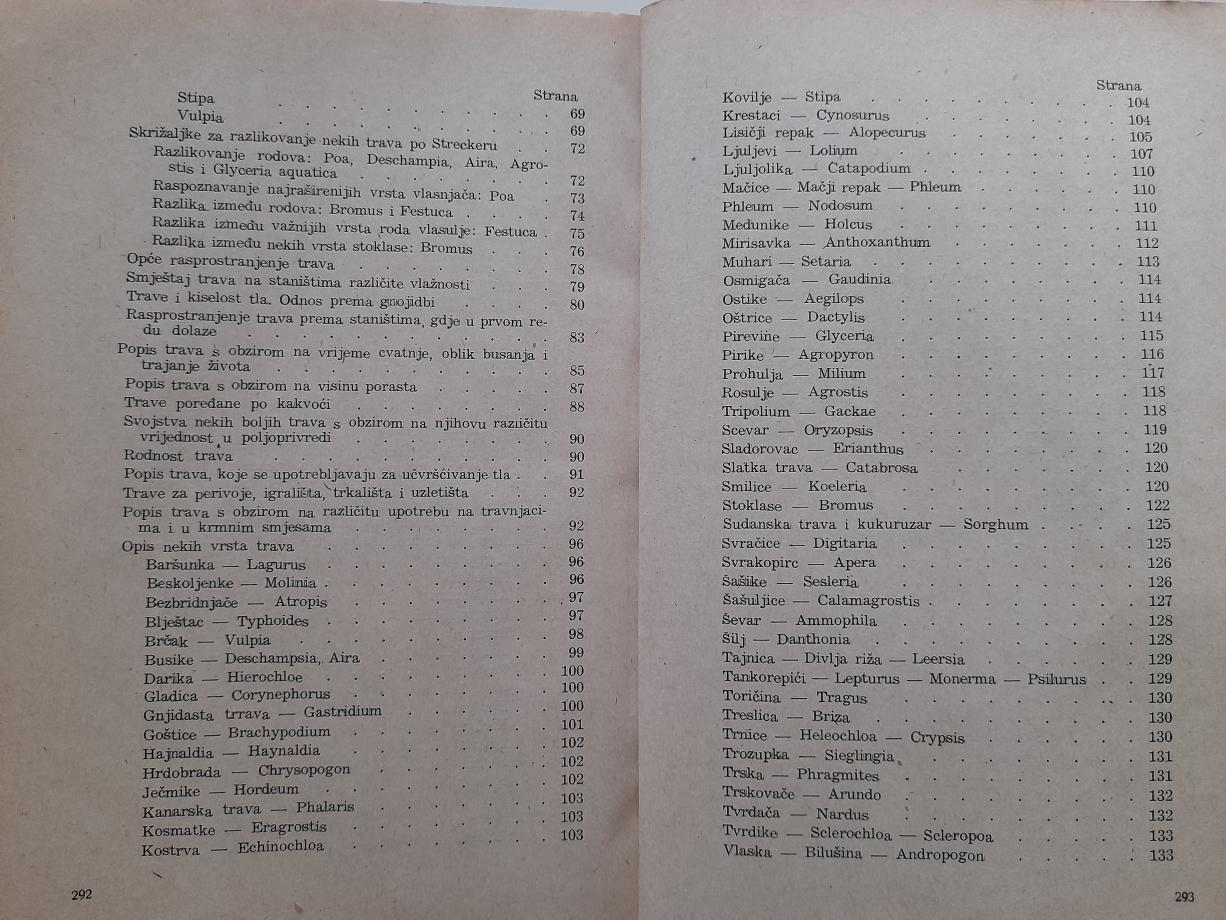 Strana
Stipa . . . . . . . . . 69
Vulpia . . . . . . . . . 69
Skrižaljke za razlikovanje nekih trava po Streckeru . . 72
Razlikovanje rodova: Poa, Deschampia, Aira, Agro-
stis i Glyceria aquatica . . . . . . . 72
Raspoznavanje najraširenijih vrsta vlasnjača: Poa . 73
Razlika između rodova: Bromus i Festuca . . . . 74
Razlika između važnijih vrsta roda vlasulje: Festuca . 75
Razlika između nekih vrsta stoklase: Bromus . . . 76
Opće rasprostranjenje trava . . . . . . . 78
Smještaj trava na staništima različite vlažnosti . . . 79
Trave i kiselost tla. Odnos prema gnojidbi . . . . 80
Rasprostranjenje trava prema staništima, gdje u prvom re-
du dolaze . . . . . . . . . . 83
Popis trava s obzirom na vrijeme cvatnje, oblik busanja i
trajanje života . . . . . . . . . 85
Popis trava s obzirom na visinu porasta . . . . . 87
Trave poređane po kakvoći . . . . . . . 88
Svojstva nekih boljih trava s obzirom na njihovu različitu
vrijednost u poljoprivredi . . . . . . . 90
Rodnost trava . . . . . . . . . 90
Popis trava, koje se upotrebljavaju za učvršćivanje tla . . 91
Trave za perivoje, igrališta, trkališta i uzletišta . . . 92
Popis trava s obzirom na različitu upotrebu na travnjaci-
ma i u krmnim smjesama . . . . . . . 92
Opis nekih vrsta trava . . . . . . . . 96
Baršunka — Lagurus . . . . . . . . 96
Beskoljenke — Molinia . . . . . . . . 96
Bezbridnjače — Atropis . . . . . . . 97
Blještac — Typhoides . . . . . . . . 97
Brčak — Vulpia . . . . . . . . . 98
Busike — Deschampsia, Aira . . . . . . 99
Darika — Hierochloe . . . . . . . . 100
Gladica — Corynephorus . . . . . . . 100
Gnjidasta trrava — Gastridium . . . . . 100
Goštice — Brachypodium . . . . . . . 101
Hajnaldia — Haynaldia . . . . . . . 102
Hrdobrada — Chrysopogon . . . . . . 102
Ječmike — Hordeum . . . . . . . . 102
Kanarska trava — Phalaris . . . . . . 103
Kosmatke — Eragrostis . . . . . . . 103
Kostrva — Echinochloa . . . . . . . 103
292
Strana
Kovilje — Stipa . . . . . . . . . . 104
Krestaci — Cynosurus . . . . . . . . . 104
Lisičji repak — Alopecurus . . . . . . . . 105
Ljuljevi — Lolium . . . . . . . . . 107
Ljuljolika — Catapodium . . . . . . . . 110
Mačice — Mačji repak — Phleum . . . . . . 110
Phleum — Nodosum . . . . . . . . . 110
Medunike — Holcus . . . . . . . . . 111
Mirisavka — Anthoxanthum . . . . . . . 112
Muhari — Setaria . . . . . . . . . 113
Osmigača — Gaudinia . . . . . . . . . 114
Ostike — Aegilops . . . . . . . . . 114
Oštrice — Dactylis . . . . . . . . . 114
Pirevine — Glyceria . . . . . . . . . 115
Pirike — Agropyron . . . . . . . . . 116
Prohulja — Milium . . . . . . . . . 117
Rosulje — Agrostis . . . . . . . . . 118
Tripolium — Gackae . . . . . . . . . 118
Scevar — Oryzopsis . . . . . . . . . 119
Sladorovac — Erianthus . . . . . . . . 120
Slatka trava — Catabrosa . . . . . . . . 120
Smilice — Koeleria . . . . . . . . . 120
Stoklase — Bromus . . . . . . . . . 122
Sudanska trava i kukuruzar — Sorghum . . . . 125
Svračice — Digitaria . . . . . . . . . 125
Svrakopirc — Apera . . . . . . . . . 126
Šašike — Sesleria . . . . . . . . . 126
Šašuljice — Calamagrostis . . . . . . . . 127
Ševar — Ammophila . . . . . . . . . 128
Šilj — Danthonia . . . . . . . . . . 128
Tajnica — Divlja riža — Leersia . . . . . . 129
Tankorepići — Lepturus — Monerma — Psilurus . . 129
Toričina — Tragus . . . . . . . . . 130
Treslica — Briza . . . . . . . . . . 130
Trnice — Heleochloa — Crypsis . . . . . . 130
Trozupka — Sieglingia . . . . . . . . . 131
Trska — Phragmites . . . . . . . . . 131
Trskovače — Arundo . . . . . . . . . 132
Tvrdača — Nardus . . . . . . . . . 132
Tvrdike — Sclerochloa — Scleropoa . . . . . 133
Vlaska — Bilušina — Andropogon . . . . . 133
293